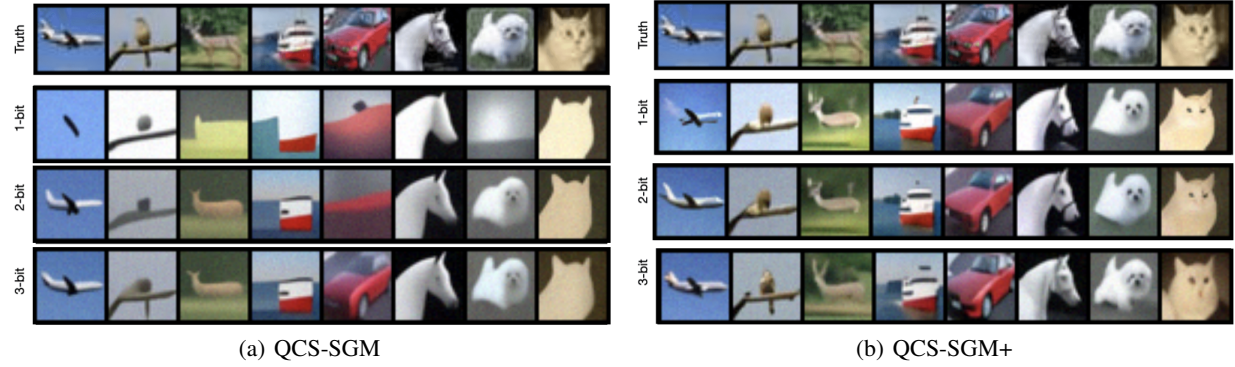 Truth
1-bit
2-bit
3-bit
(a) QCS-SGM
Truth
1-bit
2-bit
3-bit
(b) QCS-SGM+